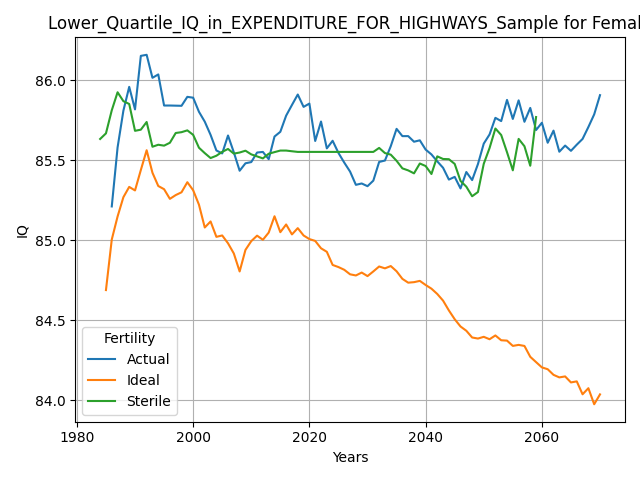 Lower_Quartile_IQ_in_EXPENDITURE_FOR_HIGHWAYS_Sample for Femal
86.0
85.5
85.0
84.5
84.0
IQ
Fertility
Actual
Ideal
Sterile
1980
2000
2020
2040
2060
Years